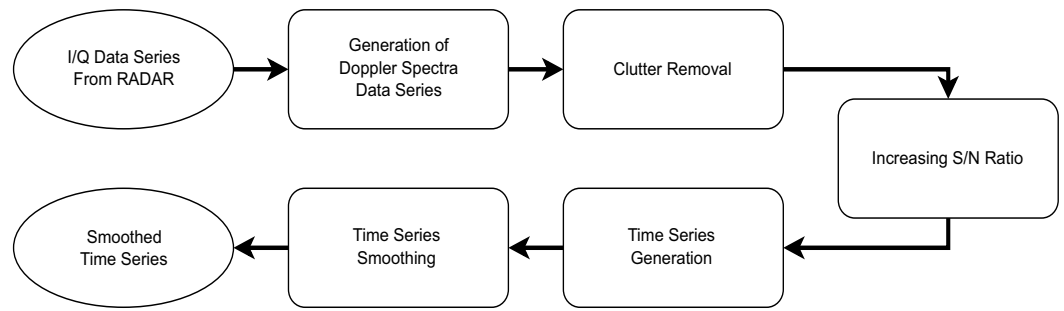 I/Q Data Series
From RADAR
Generation of
Doppler Spectra
Data Series
Clutter Removal
Increasing S/N Ratio
Time Series
Generation
Time Series
Smoothing
Smoothed
Time Series